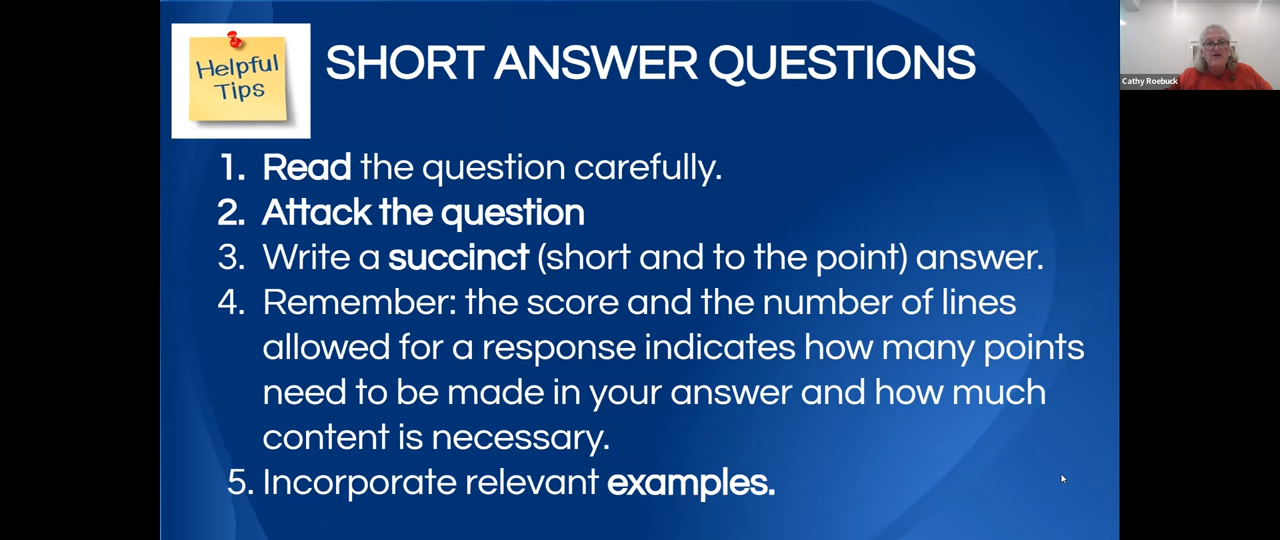 Helpful
Tips
SHORT ANSWER QUESTIONS
Cathy Roebuck
1. Read the question carefully.
2. Attack the question
3. Write a succinct (short and to the point) answer.
4. Remember: the score and the number of lines
allowed for a response indicates how many points
need to be made in your answer and how much
content is necessary.
5. Incorporate relevant examples.